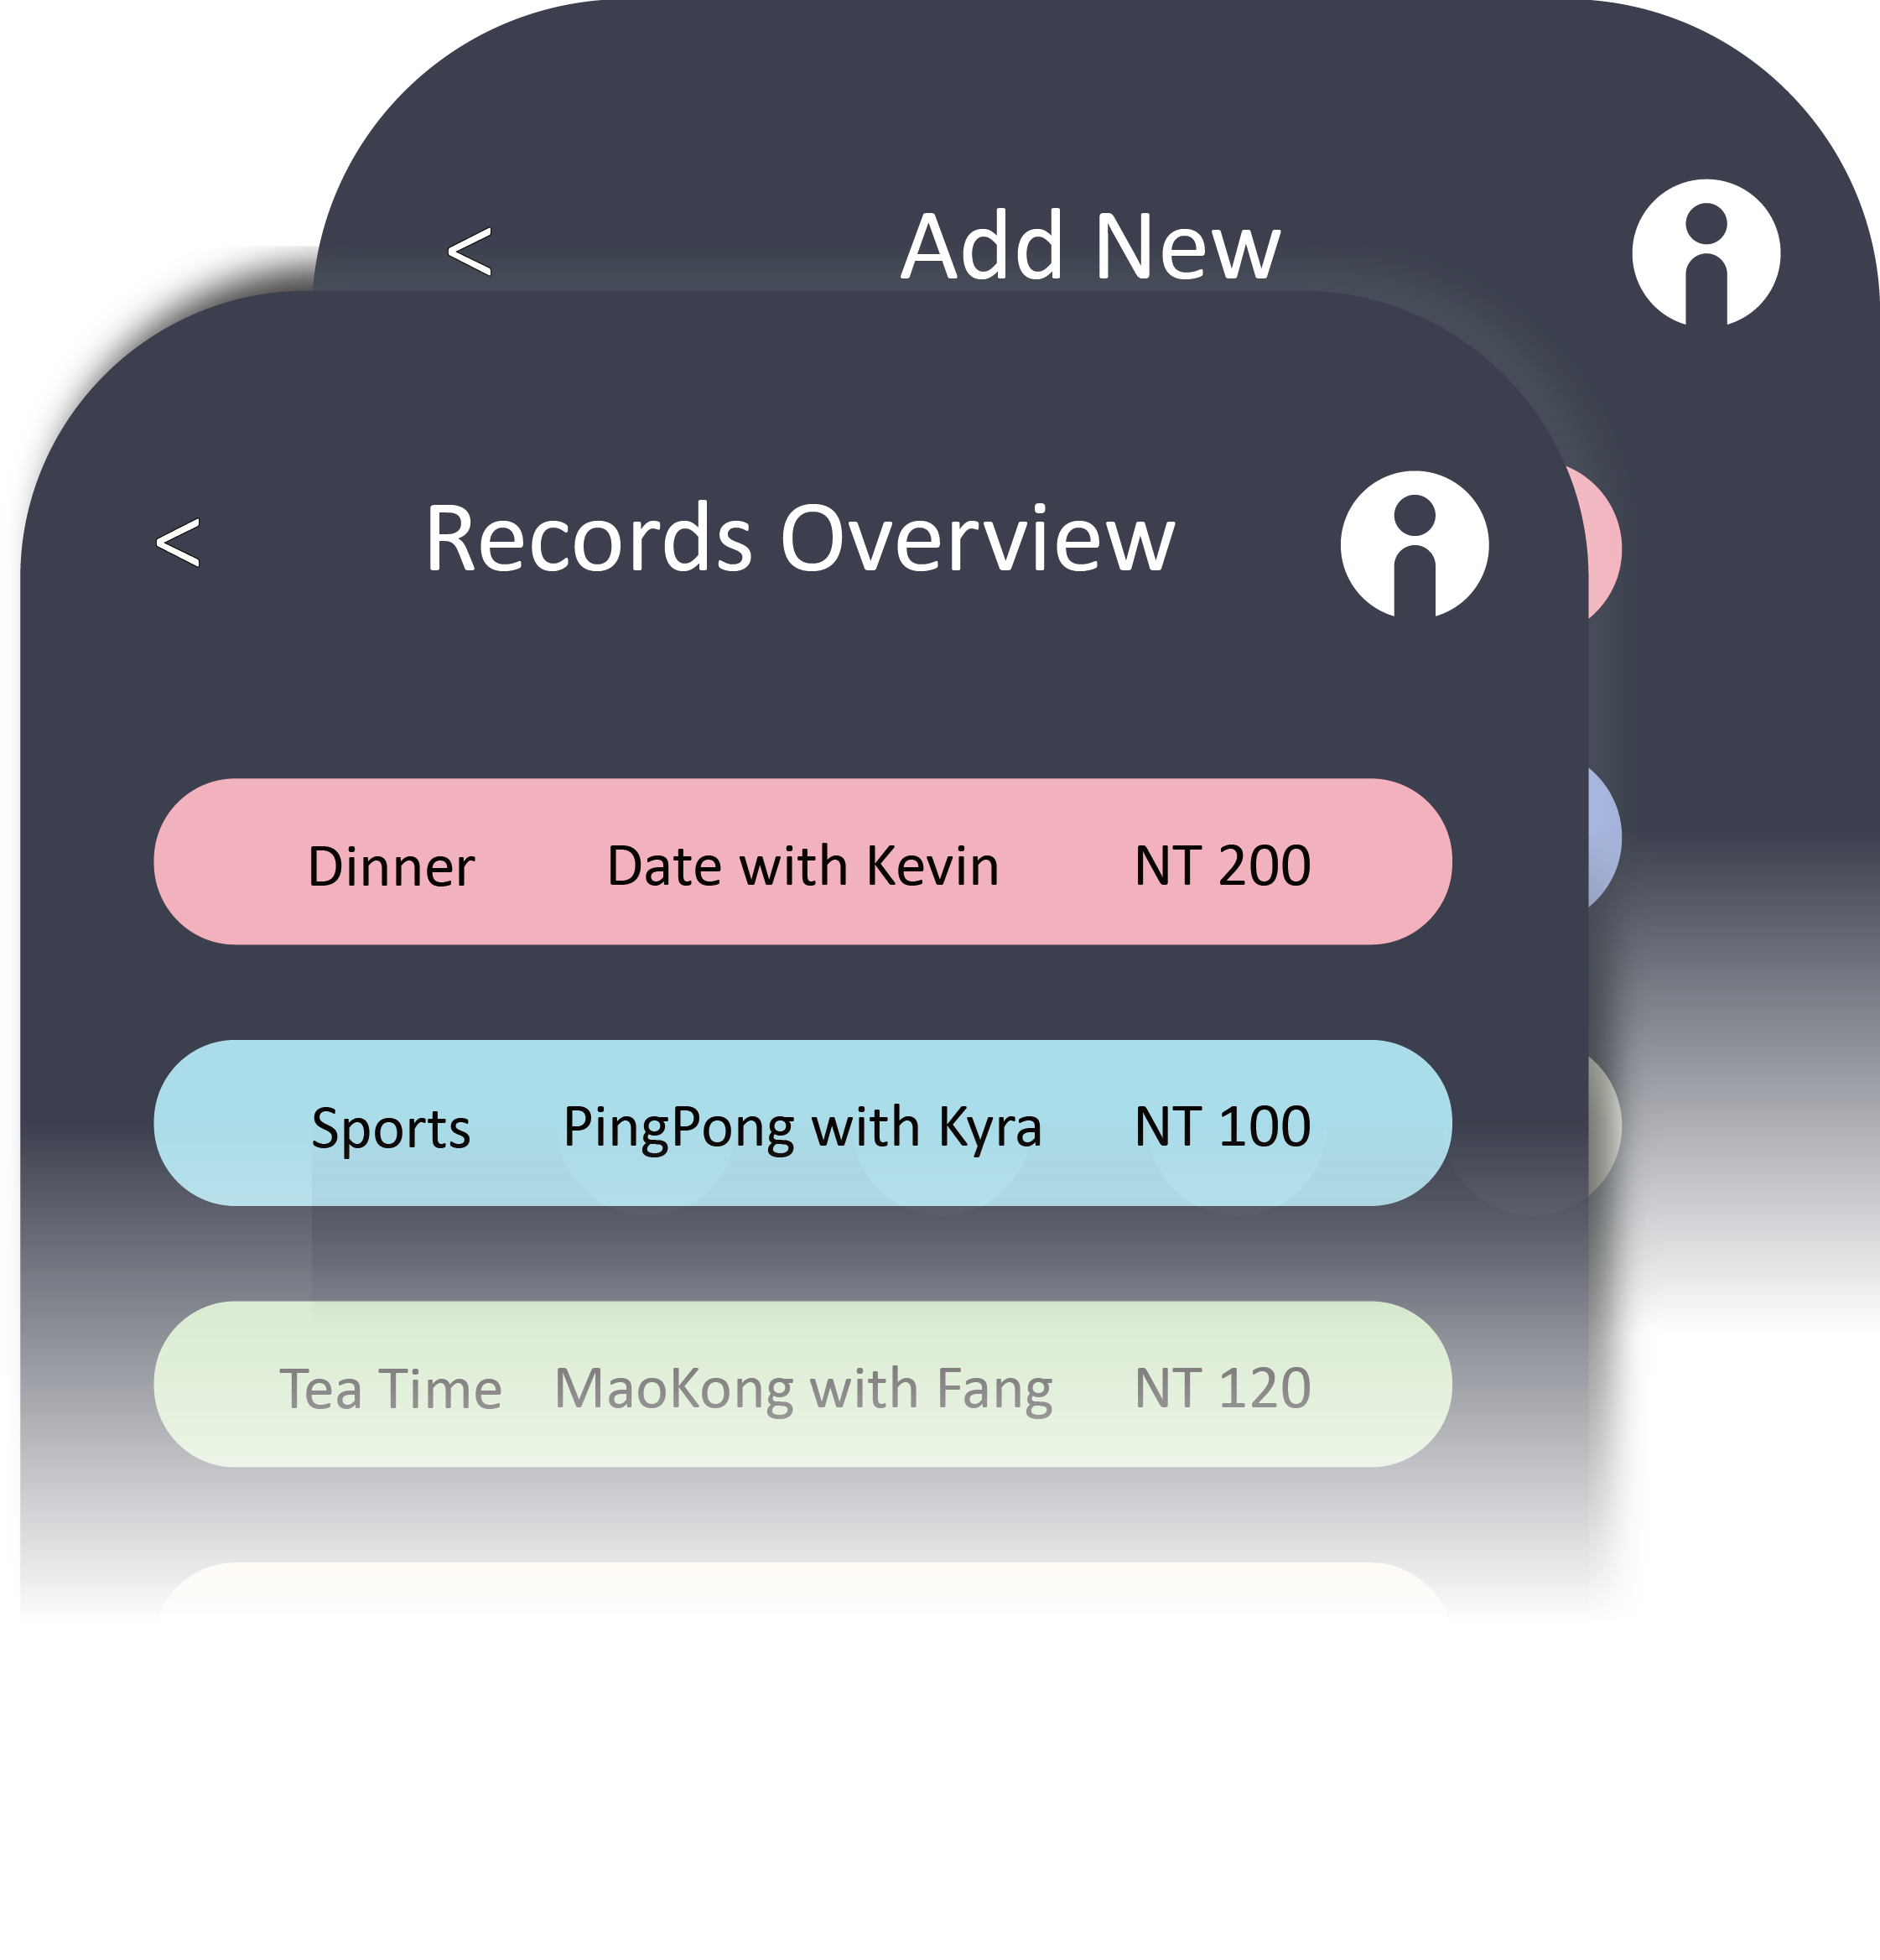 < Add New
< Records Overview
Dinner Date with Kevin NT 200
Sports PingPong with Kyra NT 100
Tea Time MaoKong with Fang NT 120